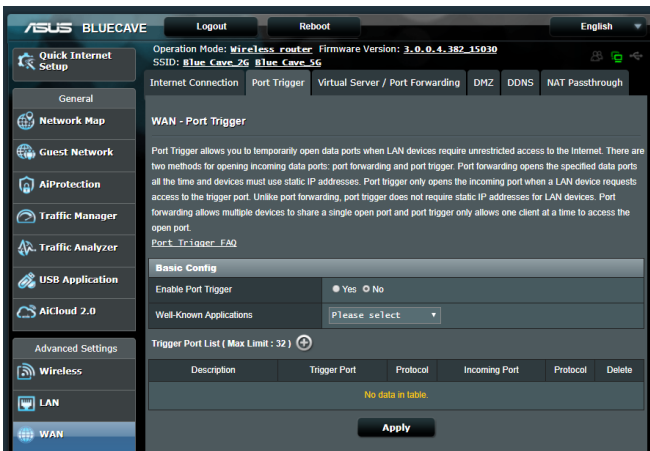 ASUS BLUECAVE
Logout
Reboot
English
Quick Internet
Setup
Operation Mode: Wireless router Firmware Version: 3.0.0.4.382_15030
SSID: Blue Cave_2G Blue Cave_5G
Internet Connection Port Trigger Virtual Server / Port Forwarding DMZ DDNS NAT Passthrough
General
Network Map
Guest Network
AiProtection
Traffic Manager
Traffic Analyzer
USB Application
AiCloud 2.0
Advanced Settings
Wireless
LAN
WAN
WAN - Port Trigger
Port Trigger allows you to temporarily open data ports when LAN devices require unrestricted access to the Internet. There are
two methods for opening incoming data ports: port forwarding and port trigger. Port forwarding opens the specified data ports
all the time and devices must use static IP addresses. Port trigger only opens the incoming port when a LAN device requests
access to the trigger port. Unlike port forwarding, port trigger does not require static IP addresses for LAN devices. Port
forwarding allows multiple devices to share a single open port and port trigger only allows one client at a time to access the
open port.
Port Trigger FAQ
Basic Config
Enable Port Trigger Yes No
Well-Known Applications Please select
Trigger Port List ( Max Limit : 32 )
Description Trigger Port Protocol Incoming Port Protocol Delete
No data in table.
Apply